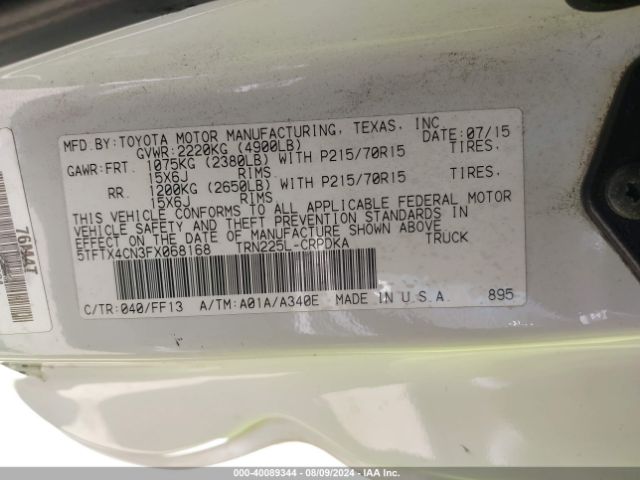 MFD.BY:TOYOTA MOTOR MANUFACTURING, TEXAS, INC.
GVWR:2220KG (4900LB) DATE:07/15
GAWR:FRT. 1075KG (2380LB) WITH P215/70R15 TIRES,
15X6J RIMS
RR. 1200KG (2650LB) WITH P215/70R15 TIRES,
15X6J RIMS
THIS VEHICLE CONFORMS TO ALL APPLICABLE FEDERAL MOTOR
VEHICLE SAFETY AND THEFT PREVENTION STANDARDS IN
EFFECT ON THE DATE OF MANUFACTURE SHOWN ABOVE.
5TFTX4CN3FX068168 TRN225L-CRPDKA TRUCK
C/TR:040/FF13 A/TM:A01A/A340E MADE IN U.S.A. 895
000-40089344 - 08/09/2024 - IAA Inc.